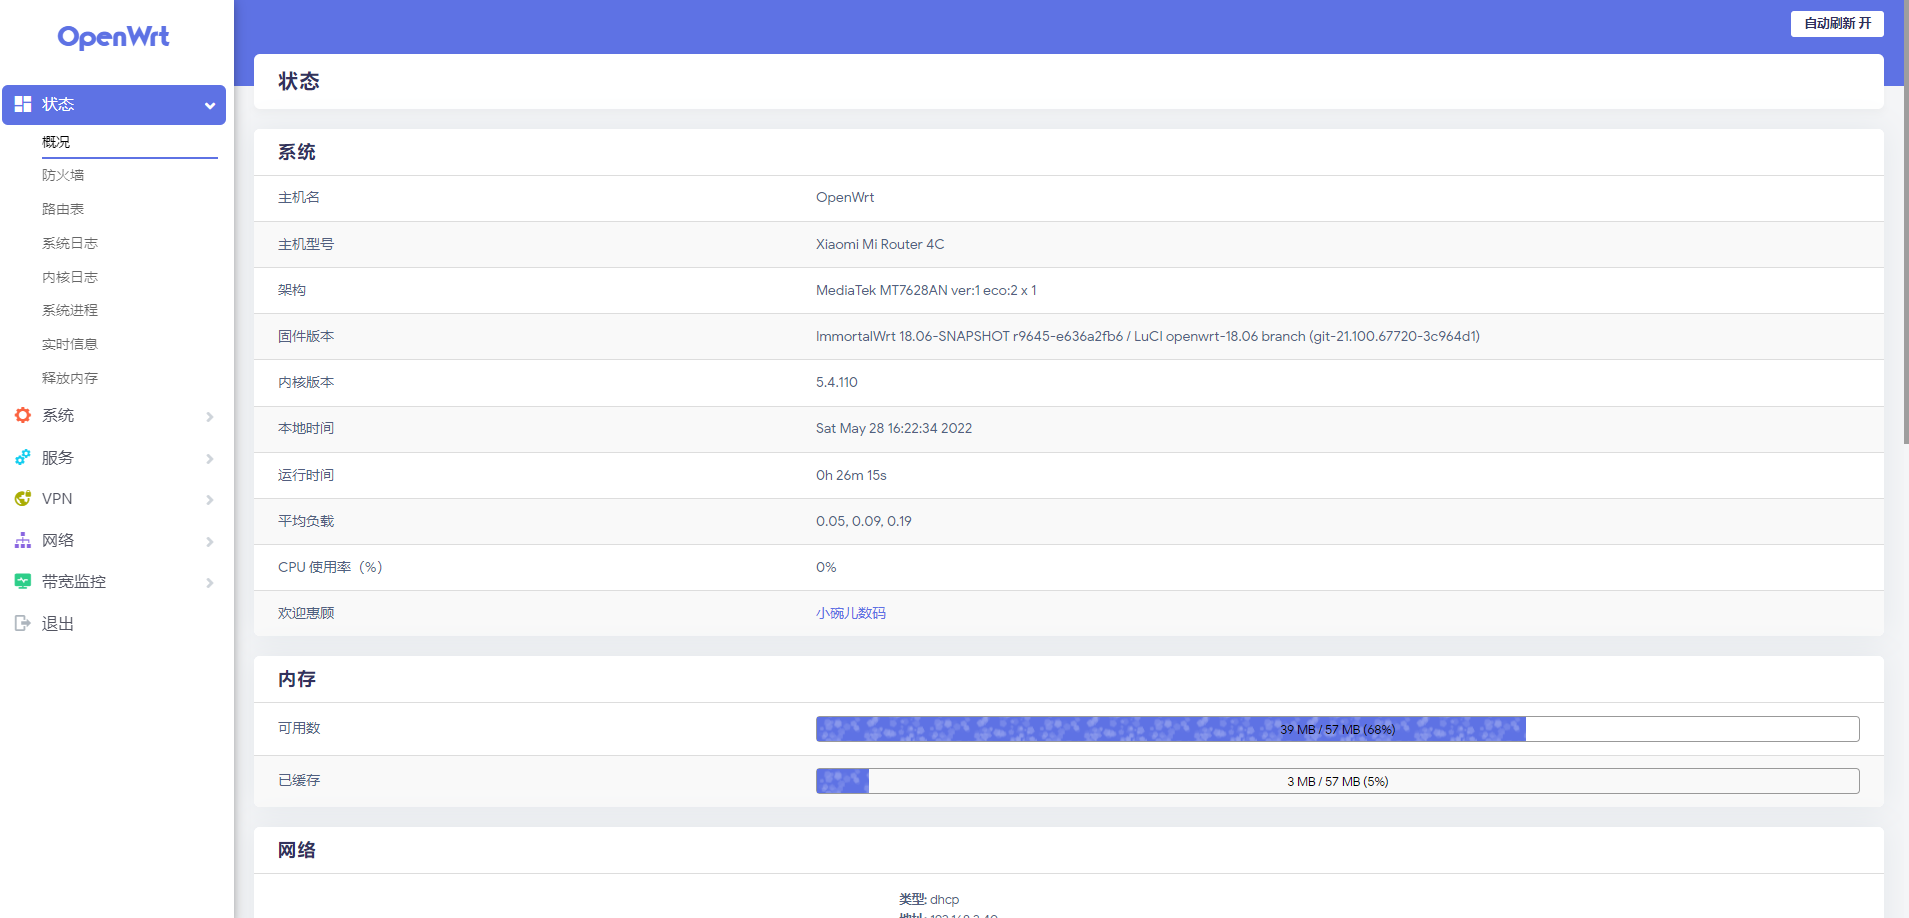 OpenWrt
自动刷新 开
状态
概况
防火墙
路由表
系统日志
内核日志
系统进程
实时信息
释放内存
系统
服务
VPN
网络
带宽监控
退出
状态
系统
主机名 OpenWrt
主机型号 Xiaomi Mi Router 4C
架构 MediaTek MT7628AN ver:1 eco:2 x 1
固件版本 ImmortalWrt 18.06-SNAPSHOT r9645-e636a2fb6 / LuCI openwrt-18.06 branch (git-21.100.67720-3c964d1)
内核版本 5.4.110
本地时间 Sat May 28 16:22:34 2022
运行时间 0h 26m 15s
平均负载 0.05, 0.09, 0.19
CPU 使用率（%） 0%
欢迎惠顾 小碗儿数码
内存
可用数 39 MB / 57 MB (68%)
已缓存 3 MB / 57 MB (5%)
网络
类型: dhcp